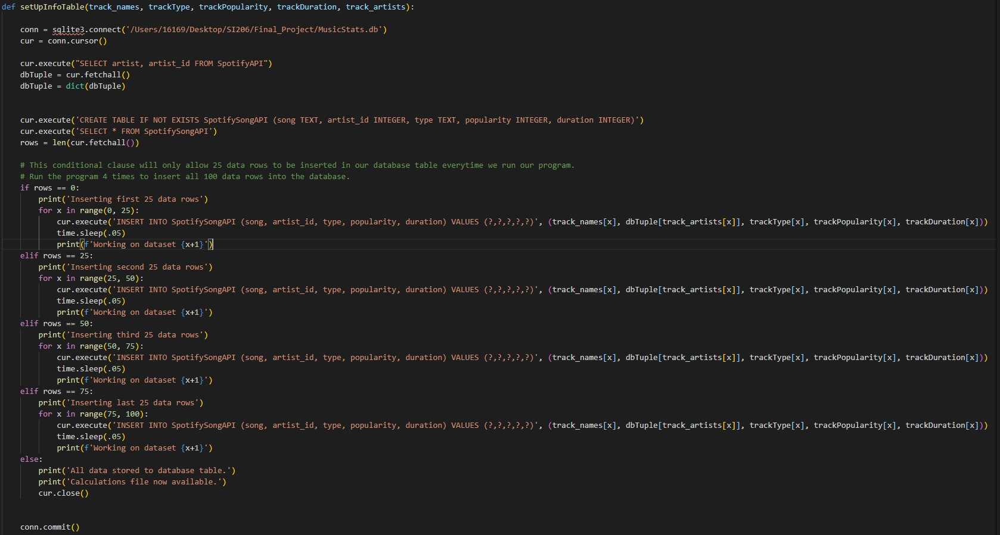 def setUpInfoTable(track_names, trackType, trackPopularity, trackDuration, track_artists):
conn = sqlite3.connect('/Users/16169/Desktop/SI206/Final_Project/MusicStats.db')
cur = conn.cursor()
cur.execute("SELECT artist, artist_id FROM SpotifyAPI")
dbTuple = cur.fetchall()
dbTuple = dict(dbTuple)
cur.execute('CREATE TABLE IF NOT EXISTS SpotifySongAPI (song TEXT, artist_id INTEGER, type TEXT, popularity INTEGER, duration INTEGER)')
cur.execute('SELECT * FROM SpotifySongAPI')
rows = len(cur.fetchall())
# This conditional clause will only allow 25 data rows to be inserted in our database table everytime we run our program.
# Run the program 4 times to insert all 100 data rows into the database.
if rows == 0:
print('Inserting first 25 data rows')
for x in range(0, 25):
cur.execute('INSERT INTO SpotifySongAPI (song, artist_id, type, popularity, duration) VALUES (?,?,?,?,?)', (track_names[x], dbTuple[track_artists[x]], trackType[x], trackPopularity[x], trackDuration[x]))
time.sleep(.05)
print(f'Working on dataset {x+1}')
elif rows == 25:
print('Inserting second 25 data rows')
for x in range(25, 50):
cur.execute('INSERT INTO SpotifySongAPI (song, artist_id, type, popularity, duration) VALUES (?,?,?,?,?)', (track_names[x], dbTuple[track_artists[x]], trackType[x], trackPopularity[x], trackDuration[x]))
time.sleep(.05)
print(f'Working on dataset {x+1}')
elif rows == 50:
print('Inserting third 25 data rows')
for x in range(50, 75):
cur.execute('INSERT INTO SpotifySongAPI (song, artist_id, type, popularity, duration) VALUES (?,?,?,?,?)', (track_names[x], dbTuple[track_artists[x]], trackType[x], trackPopularity[x], trackDuration[x]))
time.sleep(.05)
print(f'Working on dataset {x+1}')
elif rows == 75:
print('Inserting last 25 data rows')
for x in range(75, 100):
cur.execute('INSERT INTO SpotifySongAPI (song, artist_id, type, popularity, duration) VALUES (?,?,?,?,?)', (track_names[x], dbTuple[track_artists[x]], trackType[x], trackPopularity[x], trackDuration[x]))
time.sleep(.05)
print(f'Working on dataset {x+1}')
else:
print('All data stored to database table.')
print('Calculations file now available.')
cur.close()
conn.commit()